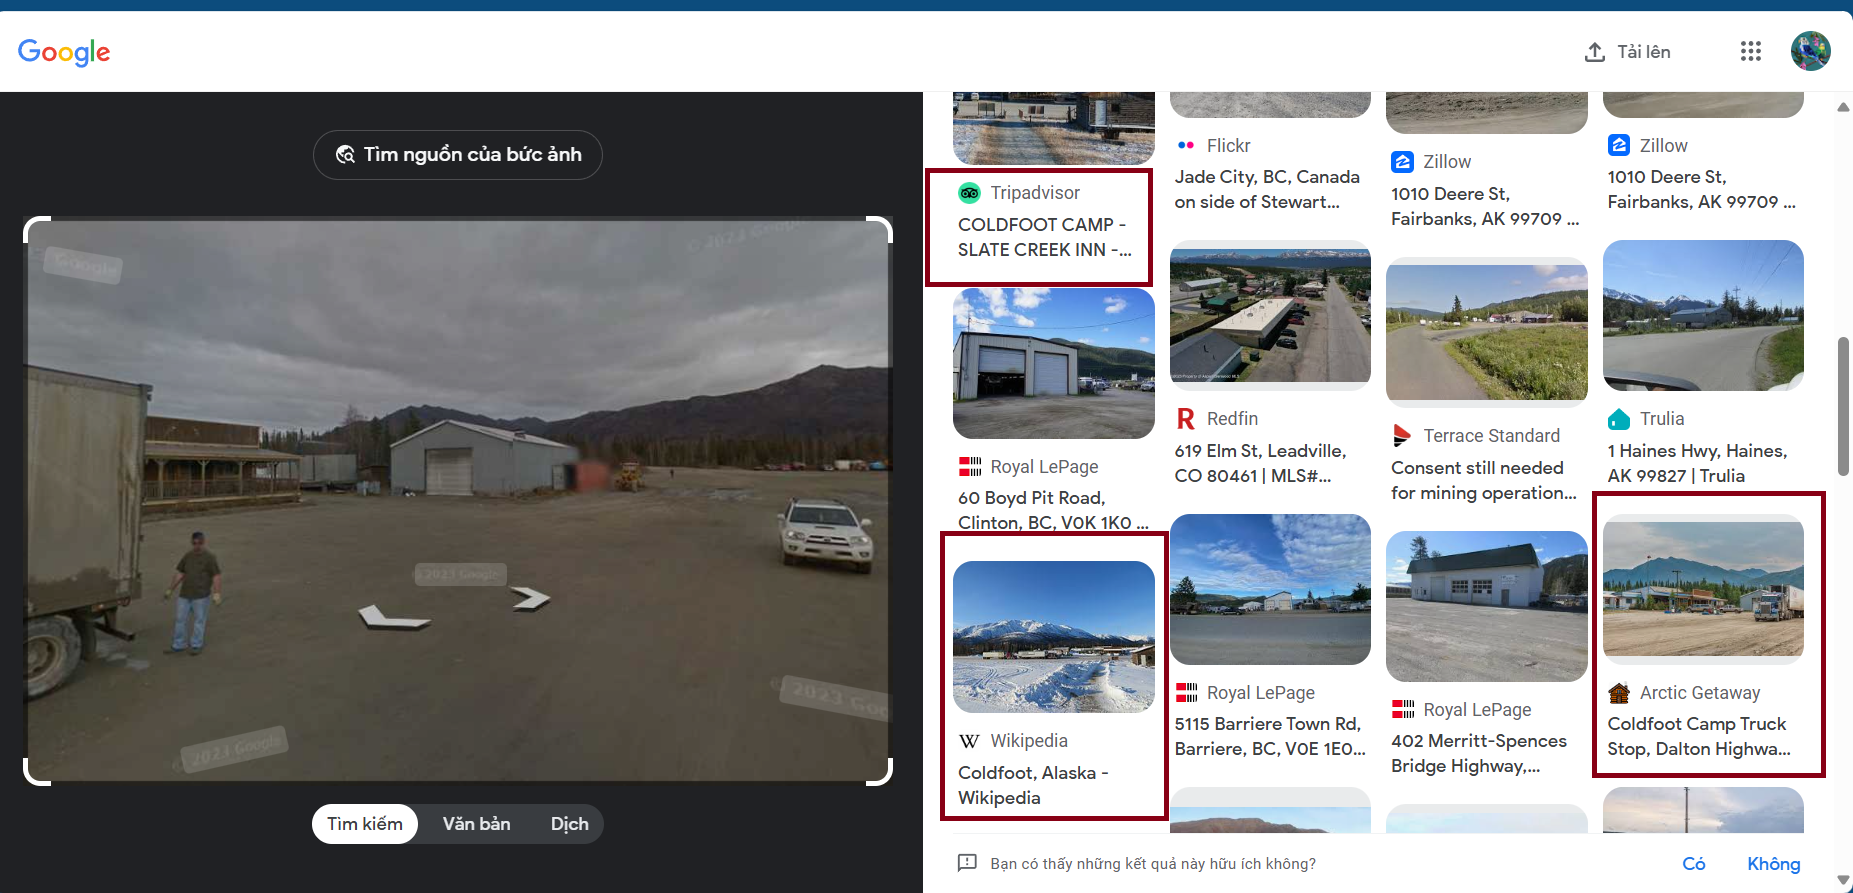 Google
Tải lên
Tìm nguồn của bức ảnh
Google
© 2023 Google
© 2023 Google
© 2023 Goo
© 2023 Google
Tìm kiếm
Văn bản
Dịch
Tripadvisor
COLDFOOT CAMP -
SLATE CREEK INN -...
Royal LePage
60 Boyd Pit Road,
Clinton, BC, V0K 1K0 ...
Wikipedia
Coldfoot, Alaska -
Wikipedia
Flickr
Jade City, BC, Canada
on side of Stewart...
Redfin
619 Elm St, Leadville,
CO 80461 | MLS#...
Royal LePage
5115 Barriere Town Rd,
Barriere, BC, V0E 1E0...
Zillow
1010 Deere St,
Fairbanks, AK 99709 ...
Terrace Standard
Consent still needed
for mining operation...
Royal LePage
402 Merritt-Spences
Bridge Highway,...
Zillow
1010 Deere St,
Fairbanks, AK 99709 ...
Trulia
1 Haines Hwy, Haines,
AK 99827 | Trulia
Arctic Getaway
Coldfoot Camp Truck
Stop, Dalton Highwa...
Bạn có thấy những kết quả này hữu ích không?
Có
Không